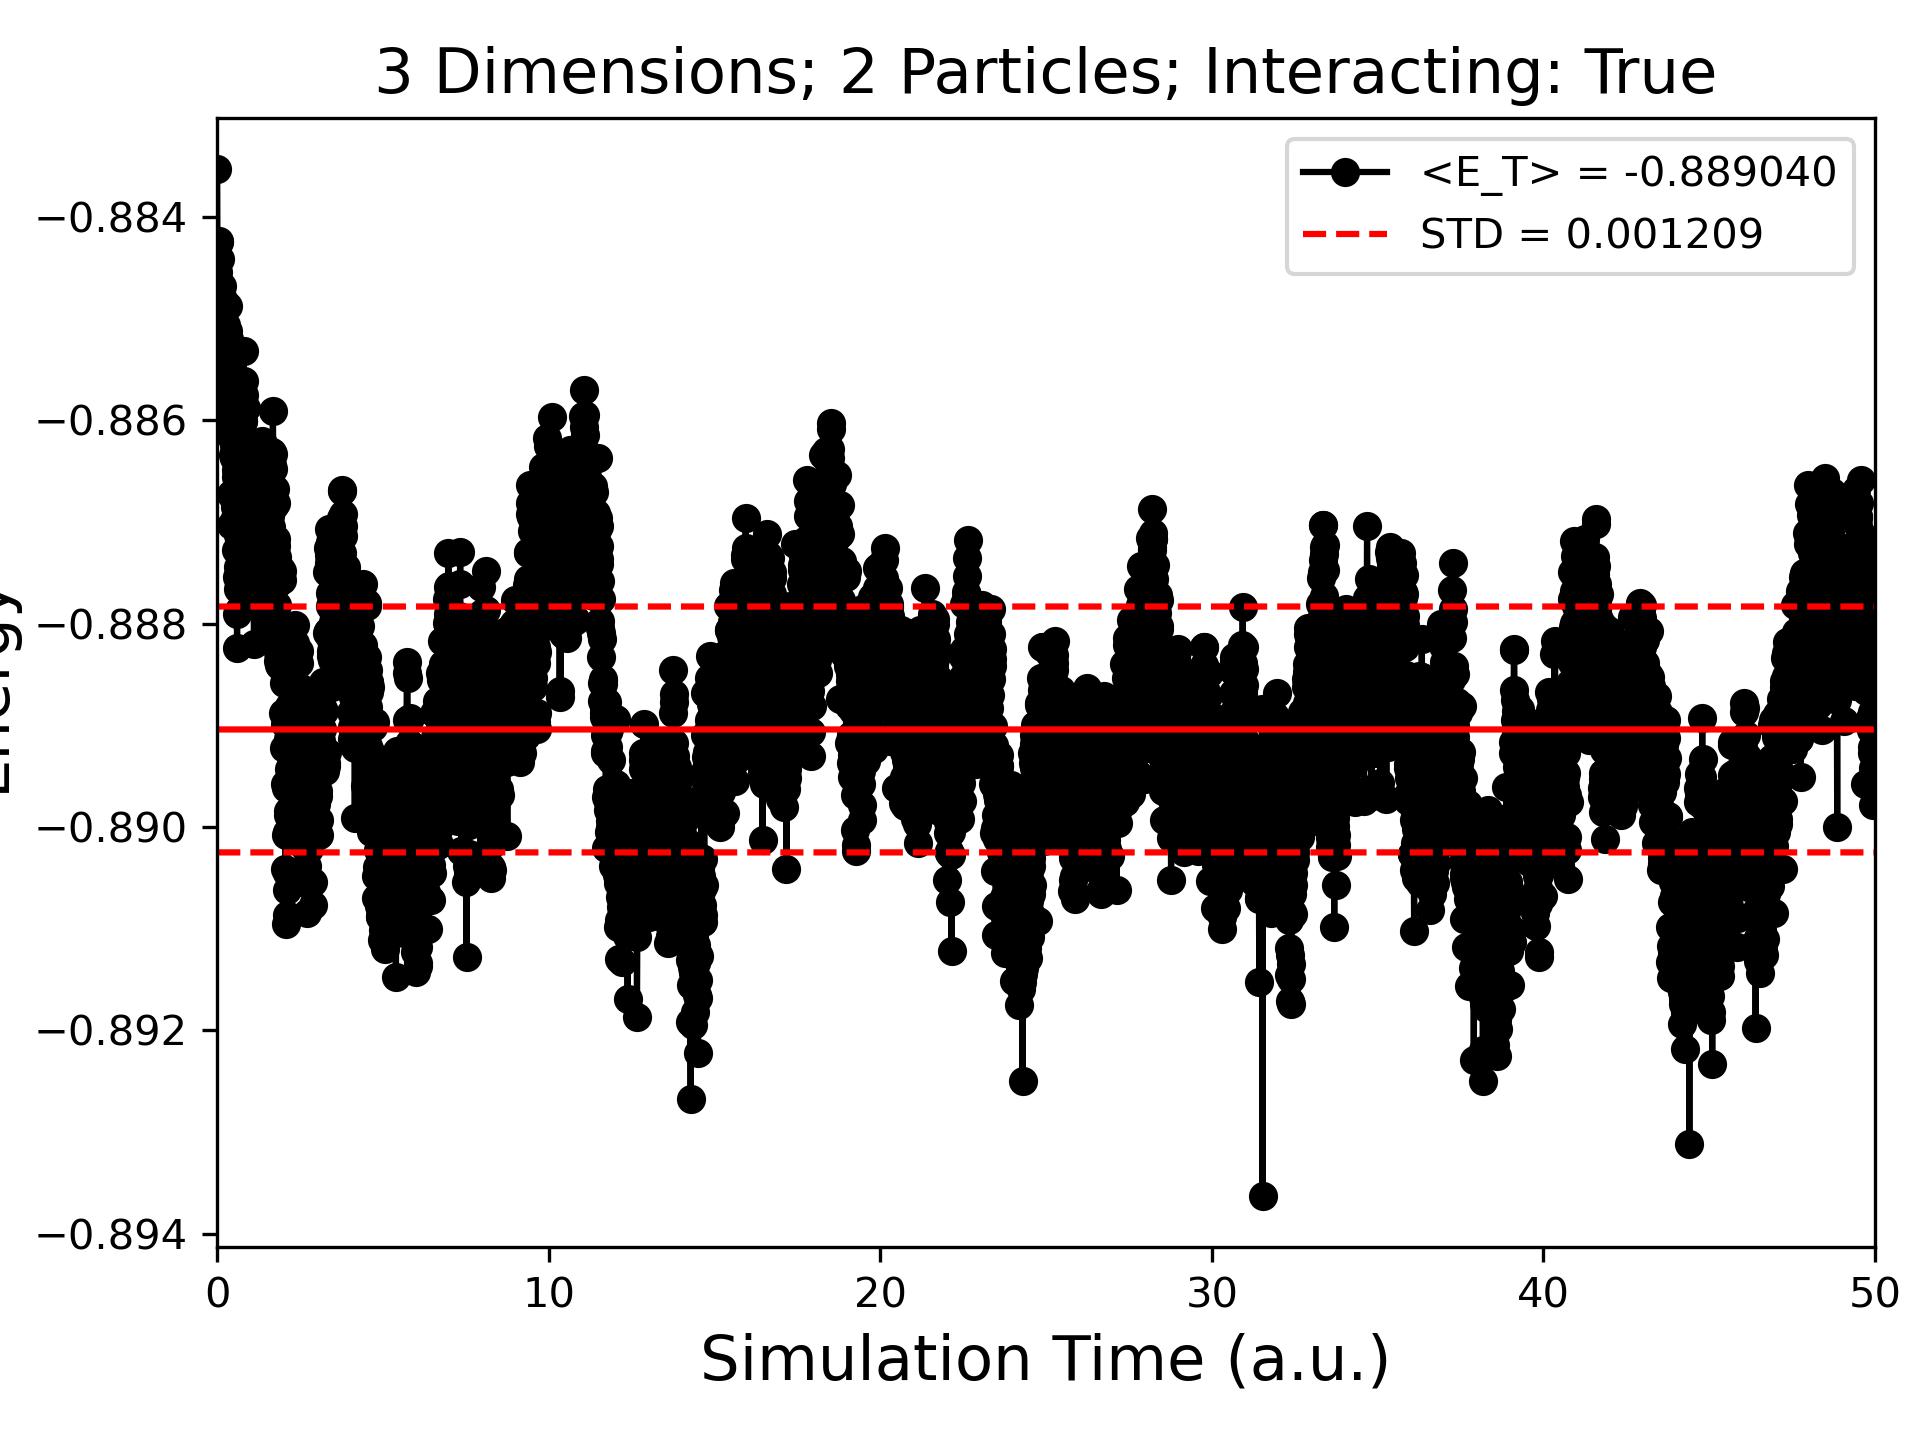 3 Dimensions; 2 Particles; Interacting: True
<E_T> = -0.889040
STD = 0.001209
−0.884
−0.886
−0.888
−0.890
−0.892
−0.894
Energy
0 10 20 30 40 50
Simulation Time (a.u.)